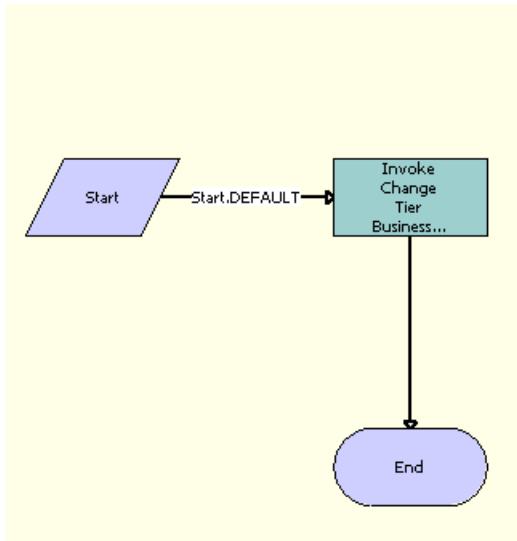 Start
Start.DEFAULT
Invoke
Change
Tier
Business...
End